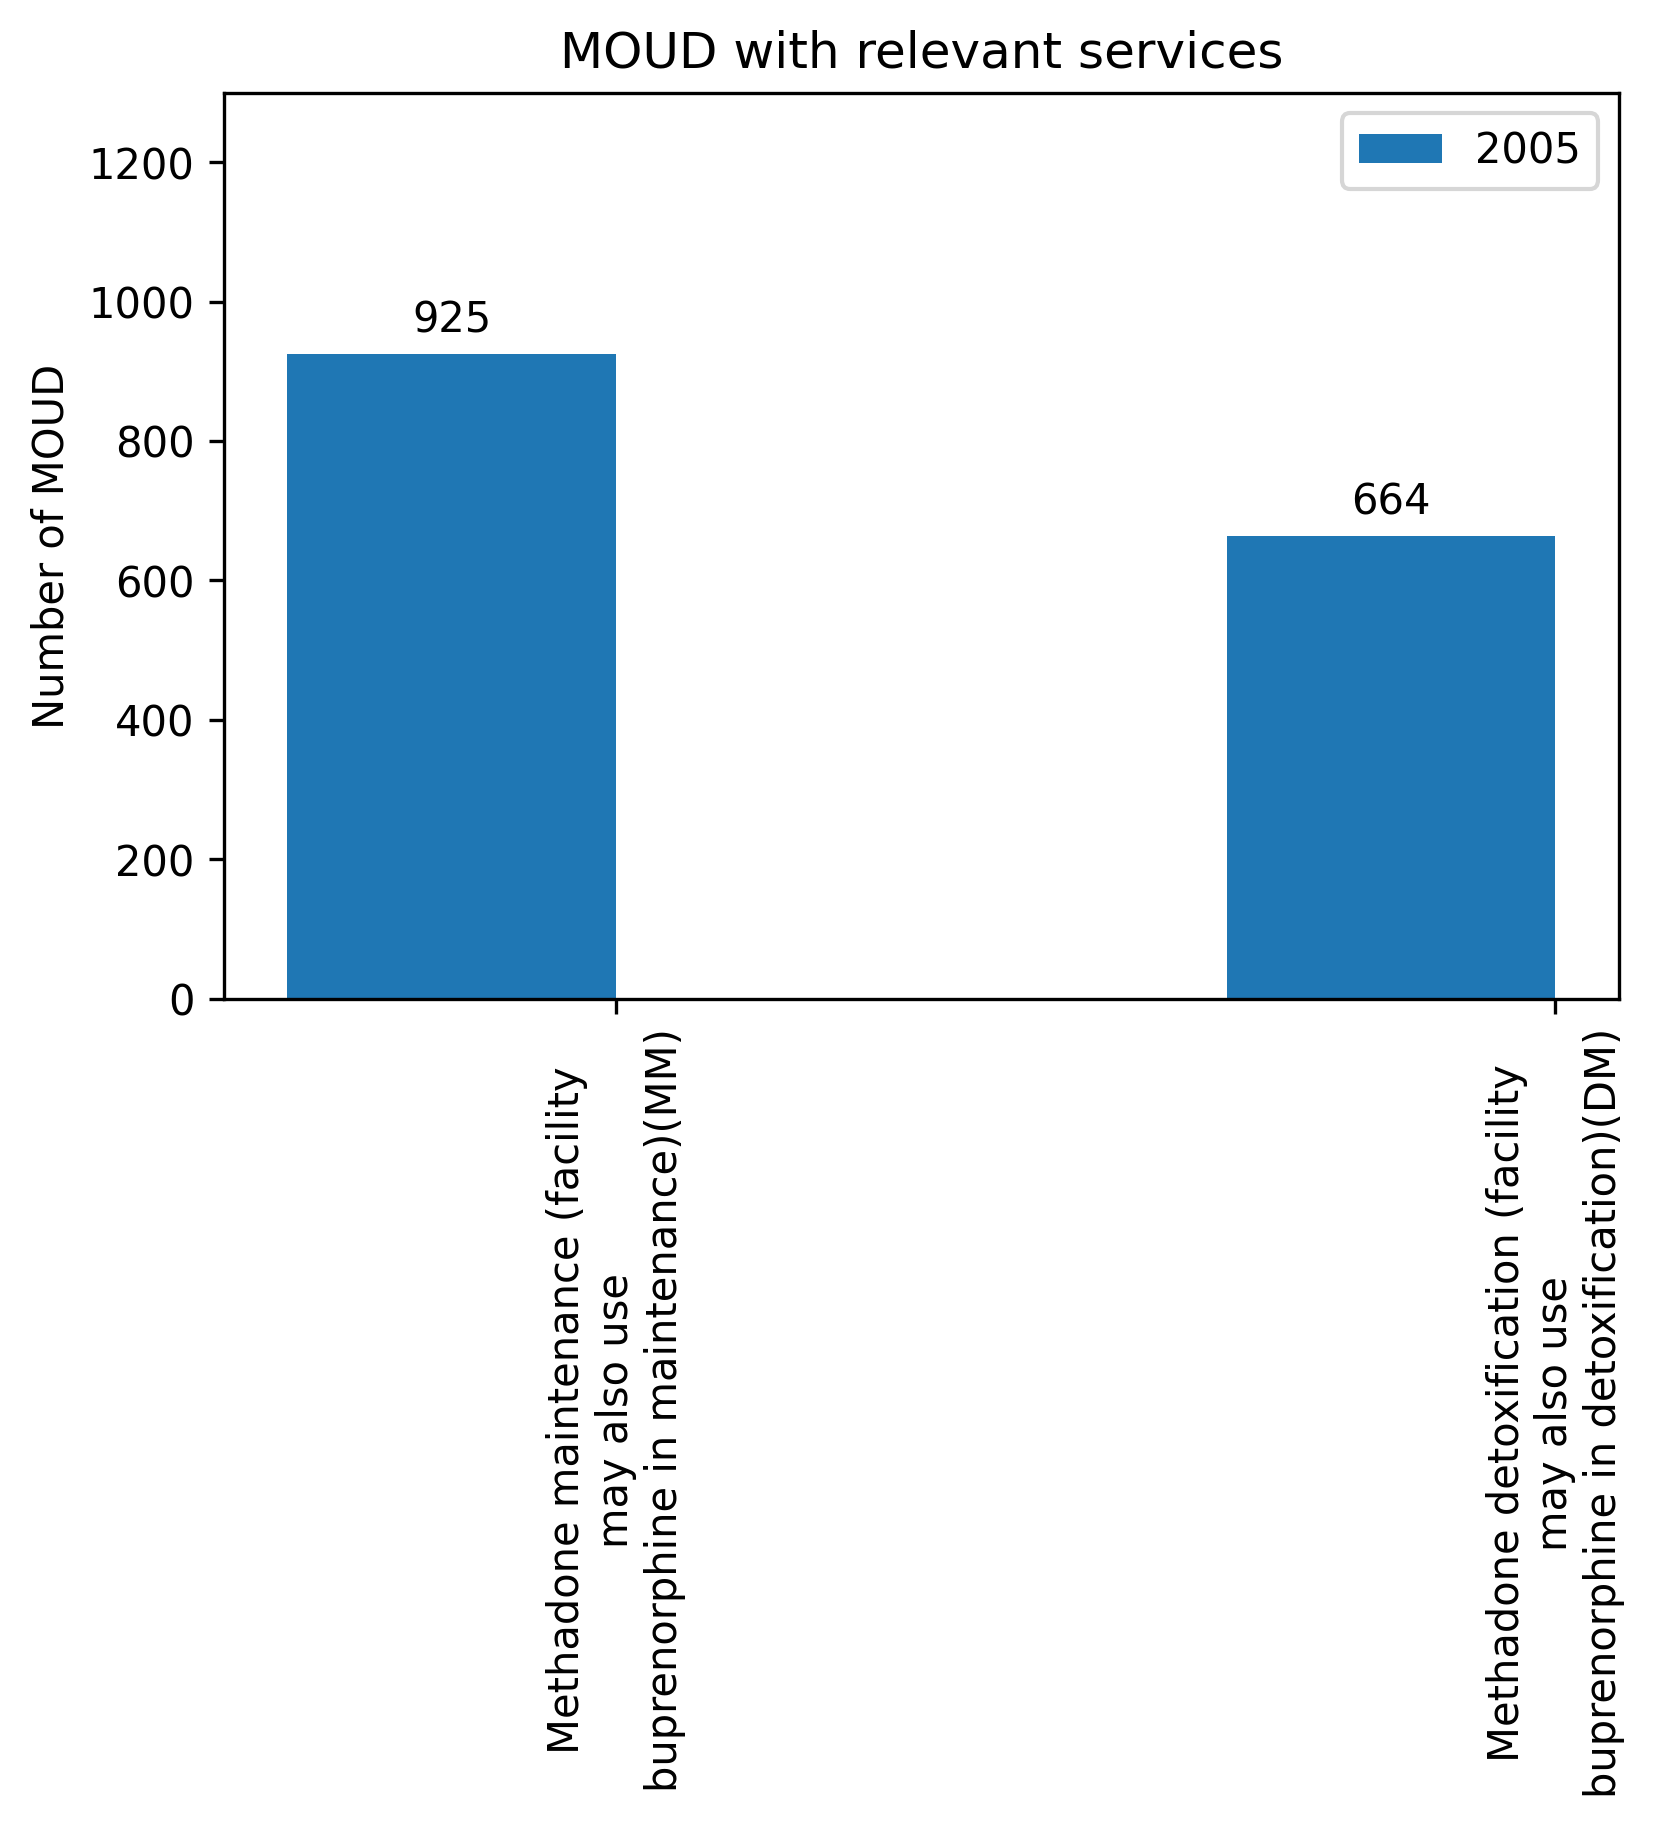 MOUD with relevant services
2005
Number of MOUD
1200
1000
800
600
400
200
0
925
664
Methadone maintenance (facility
may also use
buprenorphine in maintenance)(MM)
Methadone detoxification (facility
may also use
buprenorphine in detoxification)(DM)